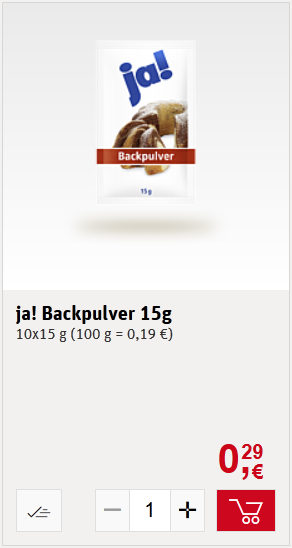 ja!
Backpulver
15g
ja! Backpulver 15g
10x15 g (100 g = 0,19 €)
0,29 €
1